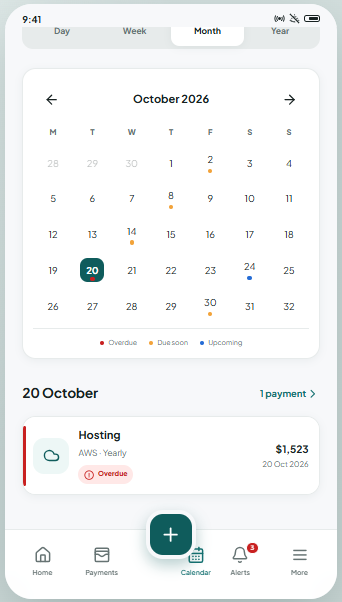 9:41
Day Week Month Year
October 2026
M T W T F S S
28 29 30 1 2 3 4
5 6 7 8 9 10 11
12 13 14 15 16 17 18
19 20 21 22 23 24 25
26 27 28 29 30 31 32
Overdue Due soon Upcoming
20 October 1 payment
Hosting
AWS · Yearly
Overdue
$1,523
20 Oct 2026
3
Home Payments Calendar Alerts More